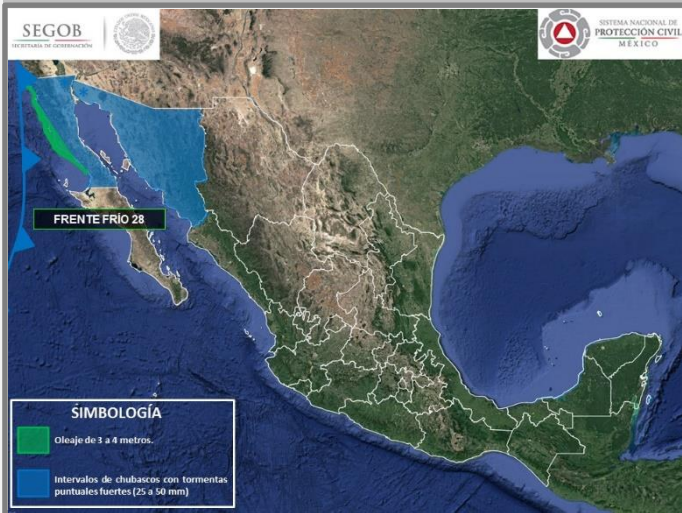 SEGOB
SECRETARÍA DE GOBERNACIÓN
SISTEMA NACIONAL DE
PROTECCIÓN CIVIL
MÉXICO
FRENTE FRÍO 28
SIMBOLOGÍA
Oleaje de 3 a 4 metros.
Intervalos de chubascos con tormentas
puntuales fuertes (25 a 50 mm)